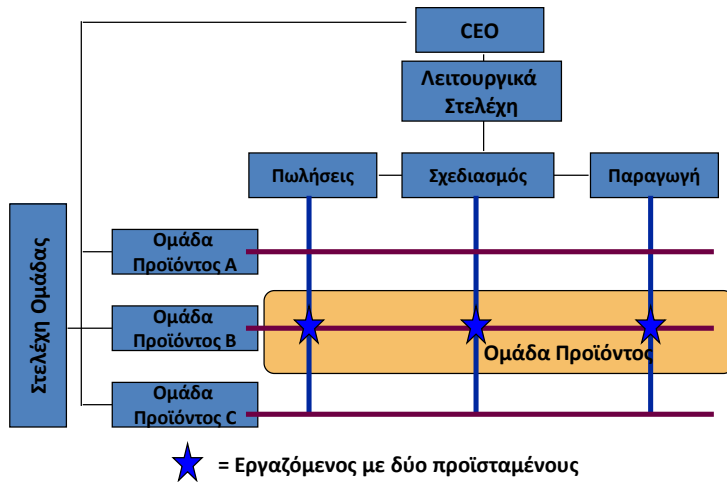 CEO
Λειτουργικά
Στελέχη
Πωλήσεις
Σχεδιασμός
Παραγωγή
Στελέχη Ομάδας
Ομάδα
Προϊόντος A
Ομάδα
Προϊόντος B
Ομάδα Προϊόντος
Ομάδα
Προϊόντος C
= Εργαζόμενος με δύο προϊσταμένους